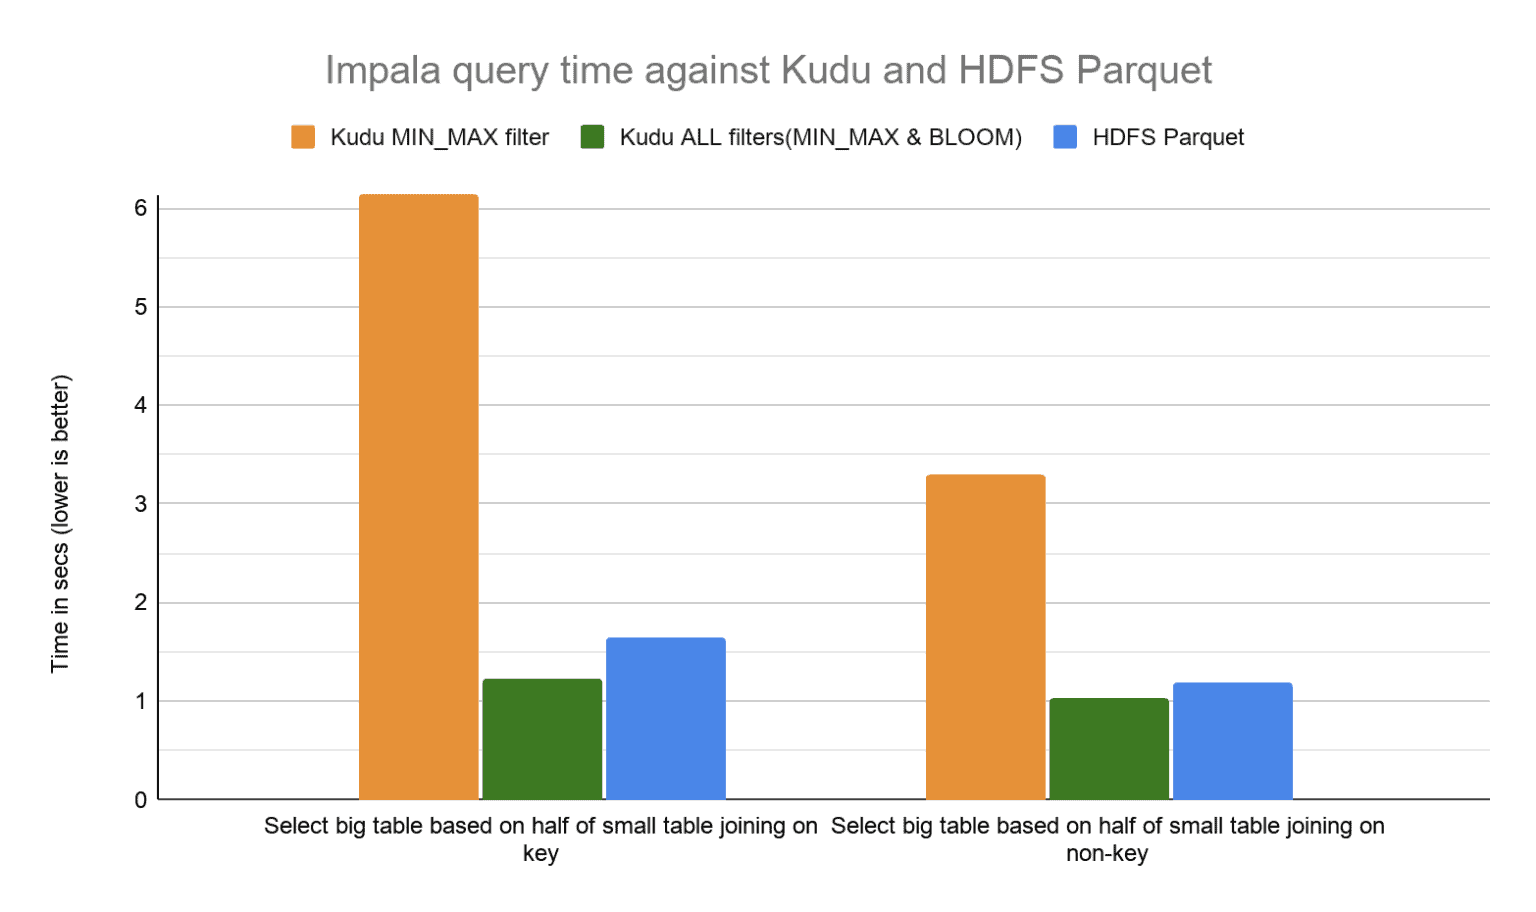 Impala query time against Kudu and HDFS Parquet
Kudu MIN_MAX filter Kudu ALL filters(MIN_MAX & BLOOM) HDFS Parquet
Time in secs (lower is better)
6
5
4
3
2
1
0
Select big table based on half of small table joining on
key
Select big table based on half of small table joining on
non-key